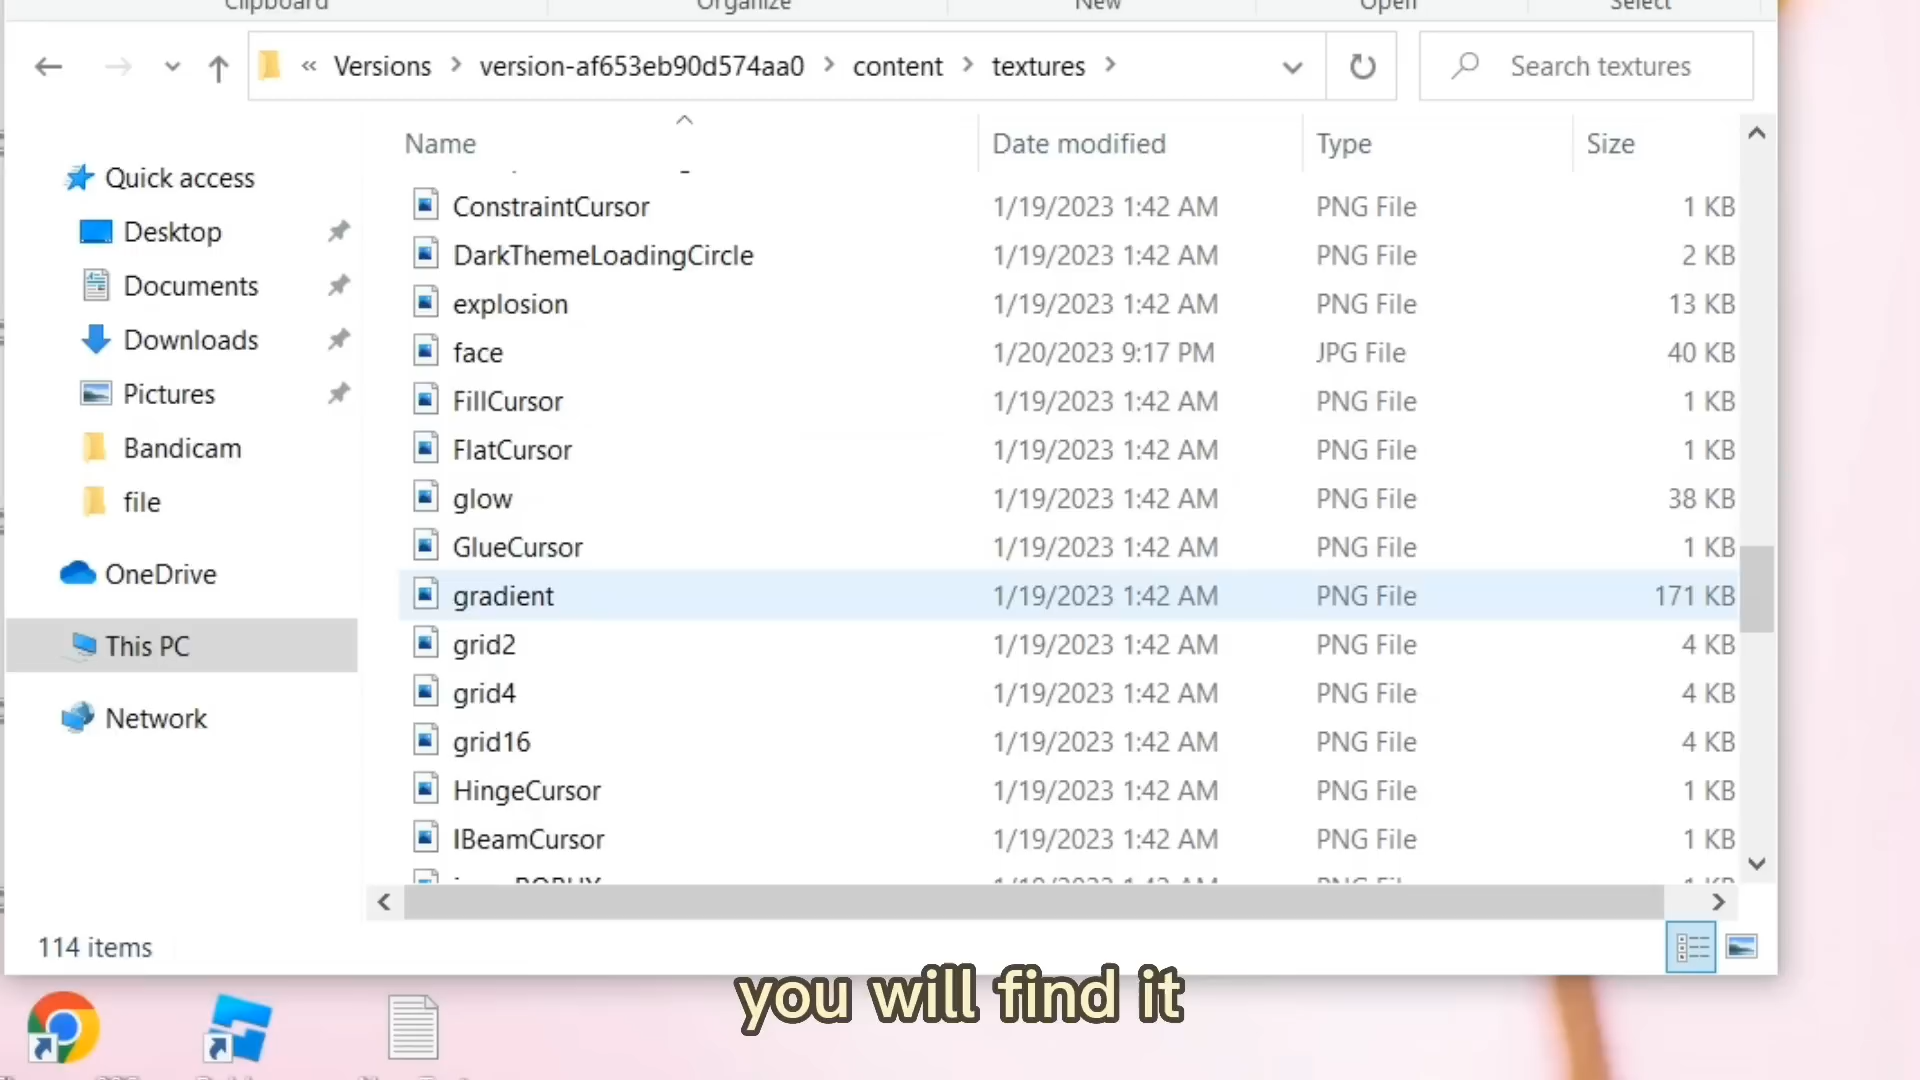 Clipboard Organize New Open Select
« Versions > version-af653eb90d574aa0 > content > textures > Search textures
Name Date modified Type Size
Quick access
Desktop
Documents
Downloads
Pictures
Bandicam
file
OneDrive
This PC
Network
ConstraintCursor 1/19/2023 1:42 AM PNG File 1 KB
DarkThemeLoadingCircle 1/19/2023 1:42 AM PNG File 2 KB
explosion 1/19/2023 1:42 AM PNG File 13 KB
face 1/20/2023 9:17 PM JPG File 40 KB
FillCursor 1/19/2023 1:42 AM PNG File 1 KB
FlatCursor 1/19/2023 1:42 AM PNG File 1 KB
glow 1/19/2023 1:42 AM PNG File 38 KB
GlueCursor 1/19/2023 1:42 AM PNG File 1 KB
gradient 1/19/2023 1:42 AM PNG File 171 KB
grid2 1/19/2023 1:42 AM PNG File 4 KB
grid4 1/19/2023 1:42 AM PNG File 4 KB
grid16 1/19/2023 1:42 AM PNG File 4 KB
HingeCursor 1/19/2023 1:42 AM PNG File 1 KB
IBeamCursor 1/19/2023 1:42 AM PNG File 1 KB
114 items
you will find it